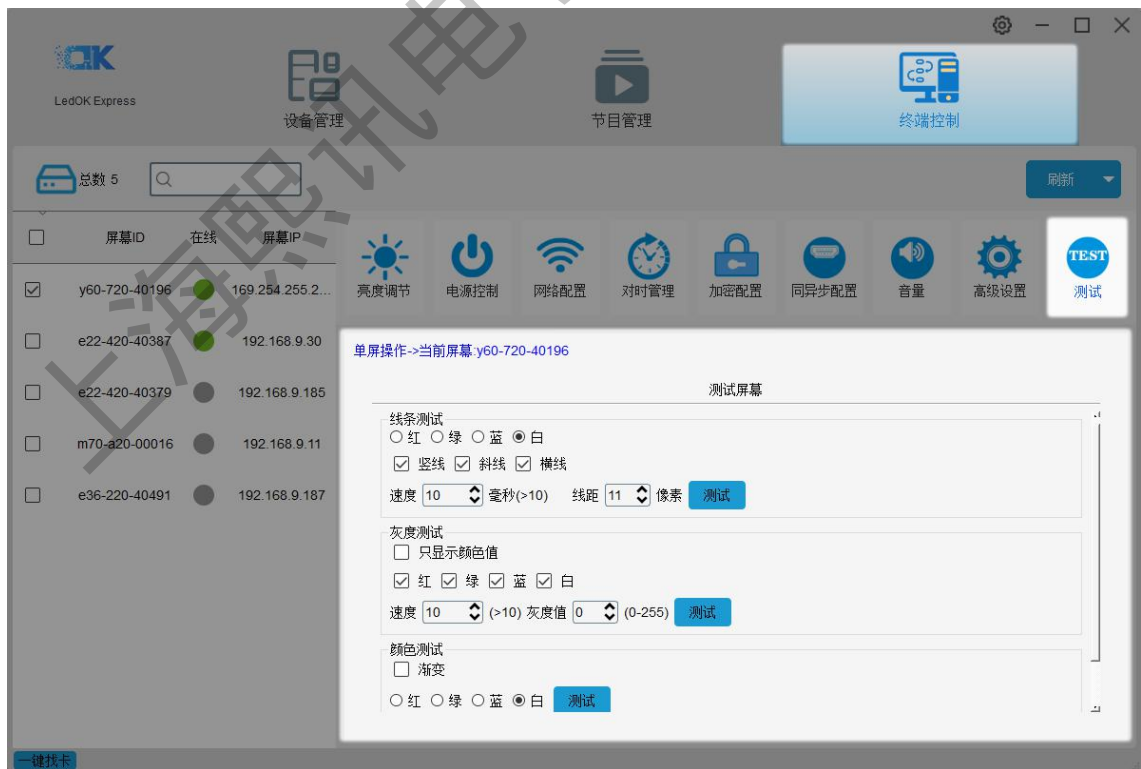 LedOK Express
设备管理
节目管理
终端控制
总数 5
刷新
屏幕ID 在线 屏幕IP
y60-720-40196 169.254.255.2...
e22-420-40387 192.168.9.30
e22-420-40379 192.168.9.185
m70-a20-00016 192.168.9.11
e36-220-40491 192.168.9.187
亮度调节 电源控制 网络配置 对时管理 加密配置 同异步配置 音量 高级设置 TEST 测试
单屏操作->当前屏幕:y60-720-40196
测试屏幕
线条测试
红 绿 蓝 白
竖线 斜线 横线
速度 10 毫秒(>10) 线距 11 像素 测试
灰度测试
只显示颜色值
红 绿 蓝 白
速度 10 (>10) 灰度值 0 (0-255) 测试
颜色测试
渐变
红 绿 蓝 白 测试
一键找卡
上海熙讯电